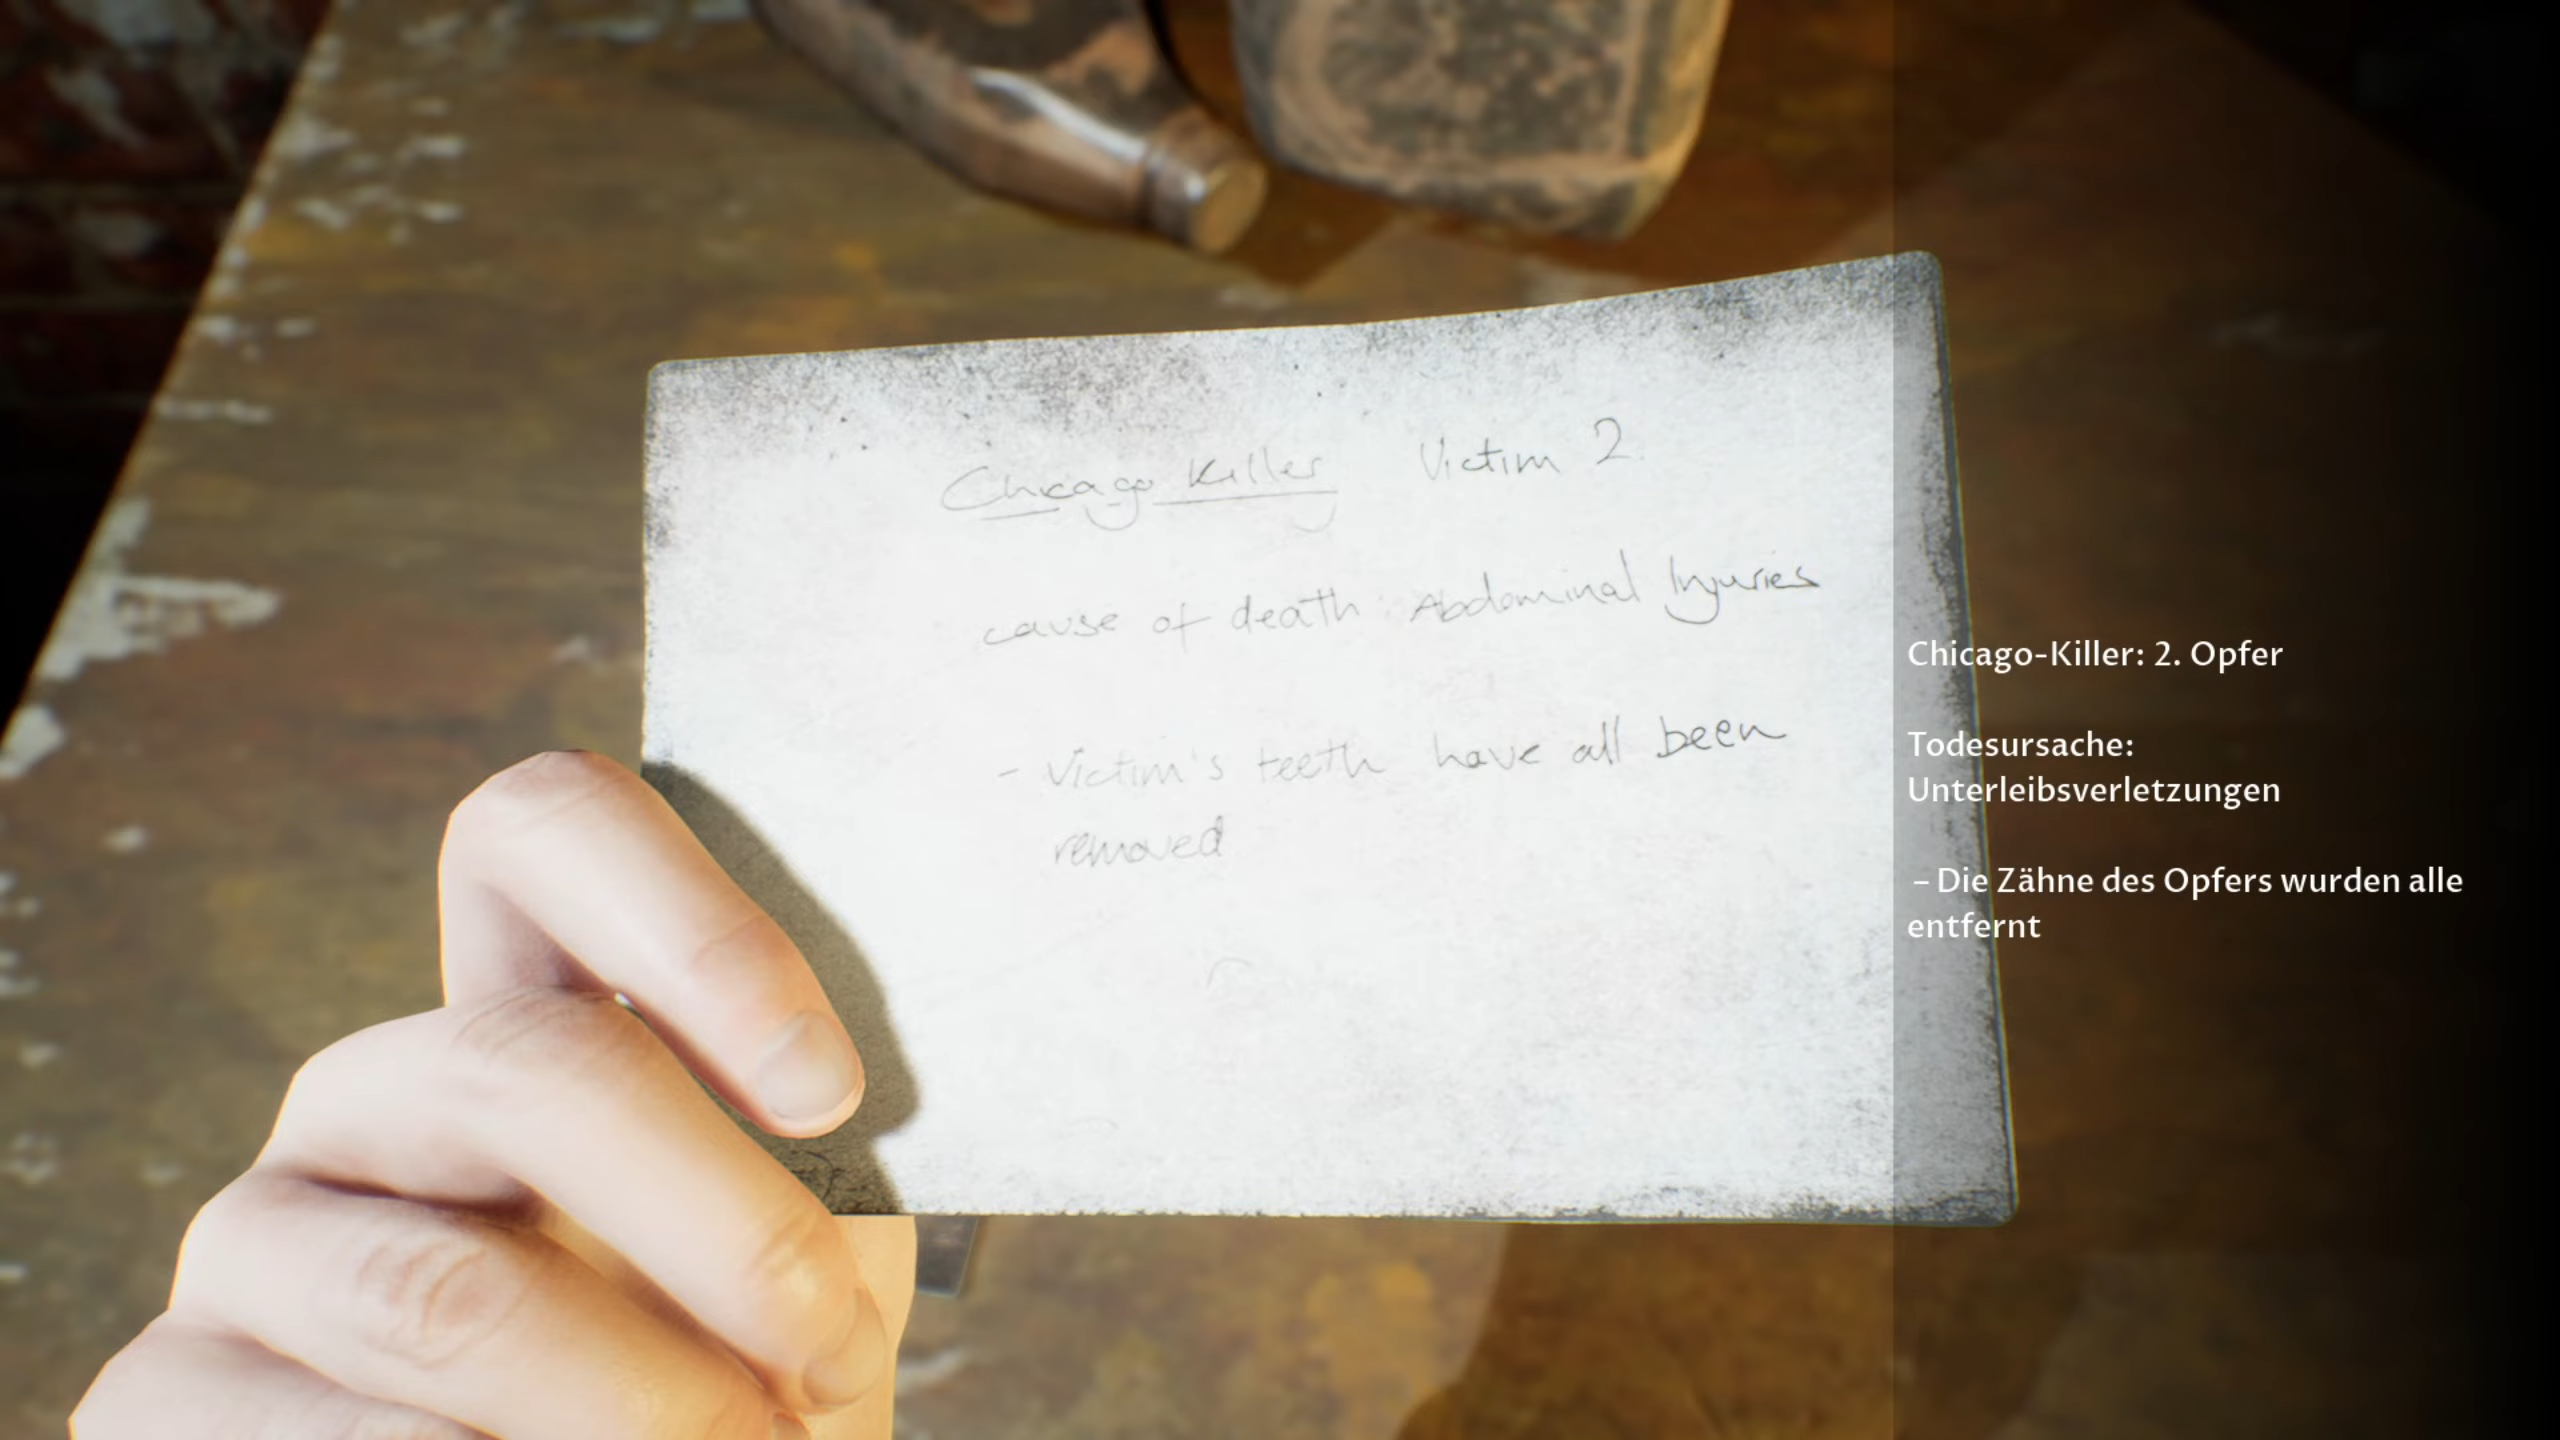 Chicago Killer Victim 2.
cause of death: Abdominal Injuries
- Victim's teeth have all been
removed
Chicago-Killer: 2. Opfer
Todesursache:
Unterleibsverletzungen
– Die Zähne des Opfers wurden alle
entfernt